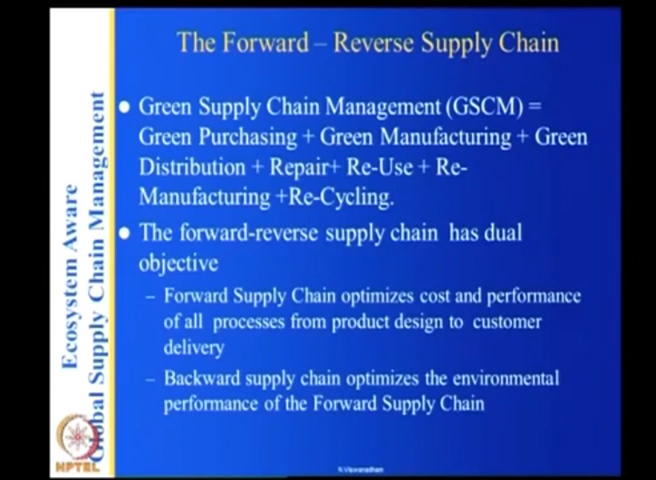 The Forward – Reverse Supply Chain
Green Supply Chain Management (GSCM) =
Green Purchasing + Green Manufacturing + Green
Distribution + Repair+ Re-Use + Re-
Manufacturing +Re-Cycling.
The forward-reverse supply chain has dual
objective
– Forward Supply Chain optimizes cost and performance
of all processes from product design to customer
delivery
– Backward supply chain optimizes the environmental
performance of the Forward Supply Chain
Ecosystem Aware
Global Supply Chain Management
NPTEL
N.Viswanadham